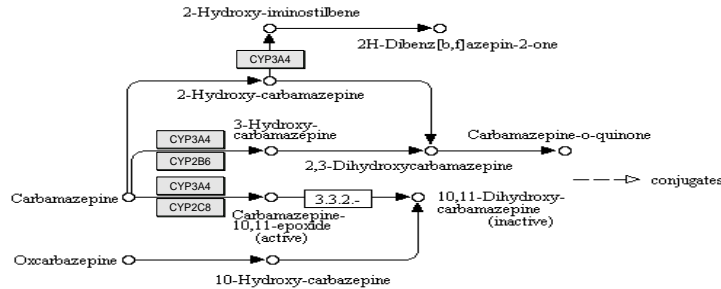 2-Hydroxy-iminostilbene
2H-Dibenz[b,f]azepin-2-one
CYP3A4
2-Hydroxy-carbamazepine
3-Hydroxy-
carbamazepine
Carbamazepine-o-quinone
CYP3A4
CYP2B6
2,3-Dihydroxycarbamazepine
conjugates
CYP3A4
Carbamazepine
3.3.2.-
10,11-Dihydroxy-
carbamazepine
(inactive)
CYP2C8
Carbamazepine-
10,11-epoxide
(active)
Oxcarbazepine
10-Hydroxy-carbazepine